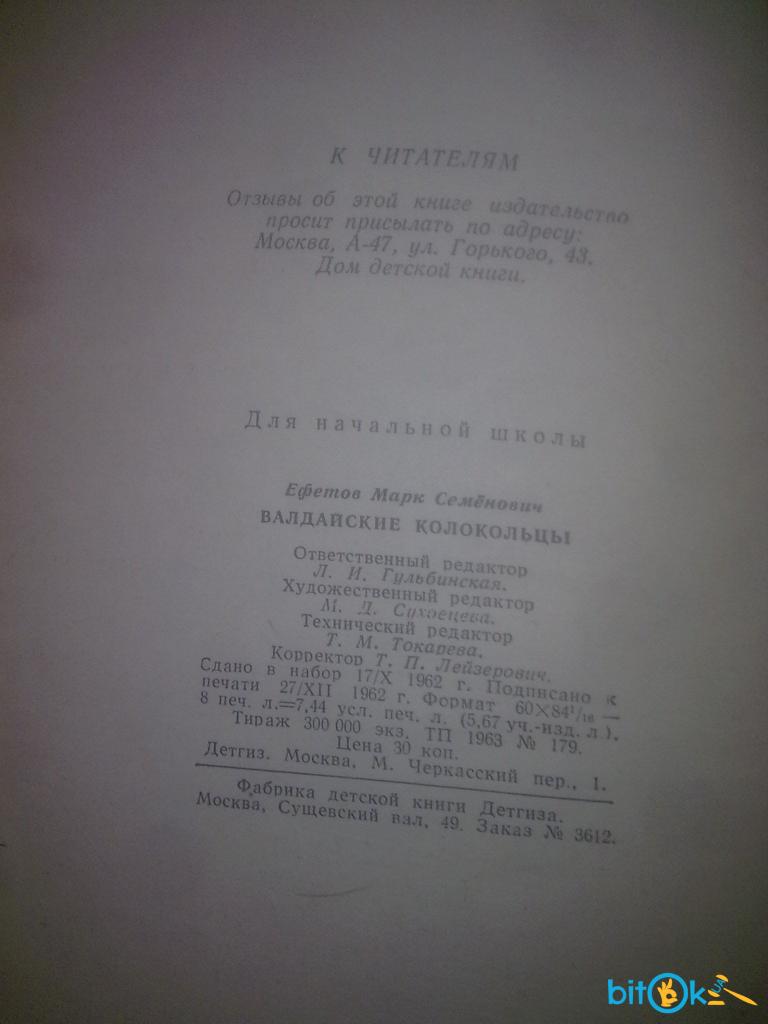 К ЧИТАТЕЛЯМ
Отзывы об этой книге издательство
просит присылать по адресу:
Москва, А-47, ул. Горького, 43.
Дом детской книги.
Для начальной школы
Ефетов Марк Семёнович
ВАЛДАЙСКИЕ КОЛОКОЛЬЦЫ
Ответственный редактор
Л. И. Гульбинская.
Художественный редактор
М. Д. Суховцева.
Технический редактор
Т. М. Токарева.
Корректор Т. П. Лейзерович.
Сдано в набор 17/X 1962 г. Подписано к
печати 27/XII 1962 г. Формат 60×84¹/₁₆ —
8 печ. л.=7,44 усл. печ. л. (5,67 уч.-изд. л.).
Тираж 300 000 экз. ТП 1963 № 179.
Цена 30 коп.
Детгиз. Москва, М. Черкасский пер., 1.
Фабрика детской книги Детгиза.
Москва, Сущевский вал, 49. Заказ № 3612.
bitOk UA